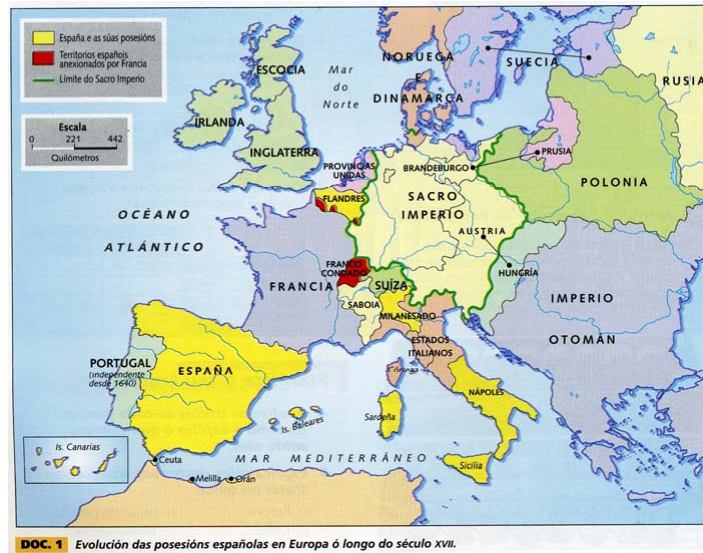 España e as súas posesións
Territorios españois
anexionados por Francia
Límite do Sacro Imperio
Escala
0 221 442
Quilómetros
NORUEGA
E
DINAMARCA
SUECIA
RUSIA
ESCOCIA
Mar
do
Norte
IRLANDA
INGLATERRA
PROVINCIAS
UNIDAS
BRANDEBURGO
PRUSIA
POLONIA
FLANDRES
SACRO
IMPERIO
OCÉANO
ATLÁNTICO
AUSTRIA
FRANCO
CONDADO
HUNGRÍA
FRANCIA
SUÍZA
SABOIA
MILANESADO
IMPERIO
OTOMÁN
ESTADOS
ITALIANOS
PORTUGAL
(independente
desde 1640)
ESPAÑA
Córsega
NÁPOLES
Is. Baleares
Sardeña
Is. Canarias
Ceuta
MAR MEDITERRÁNEO
Sicilia
Melilla
Orán
DOC. 1 Evolución das posesións españolas en Europa ó longo do século XVII.